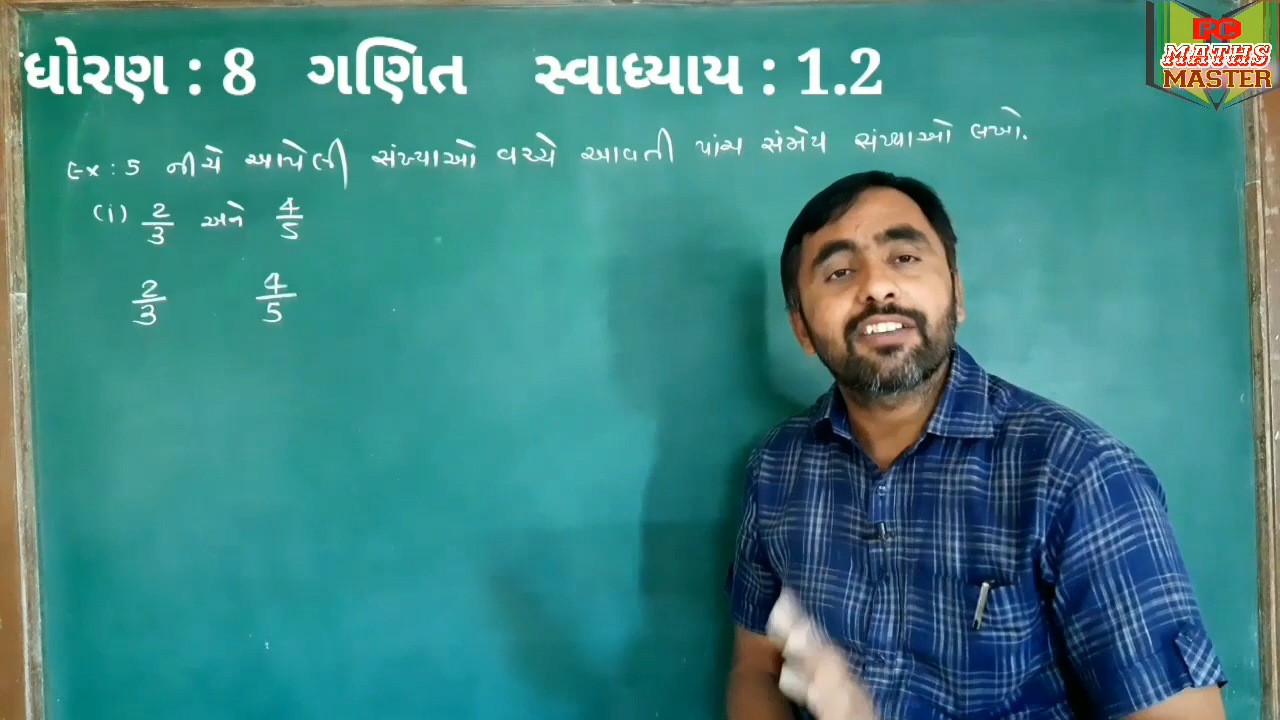 ધોરણ : 8 ગણિત સ્વાધ્યાય : 1.2
PC
MATHS
MASTER
Ex : 5 નીચે આપેલી સંખ્યાઓ વચ્ચે આવતી પાંચ સંમેય સંખ્યાઓ લખો.
(i) 2/3 અને 4/5
2/3 4/5